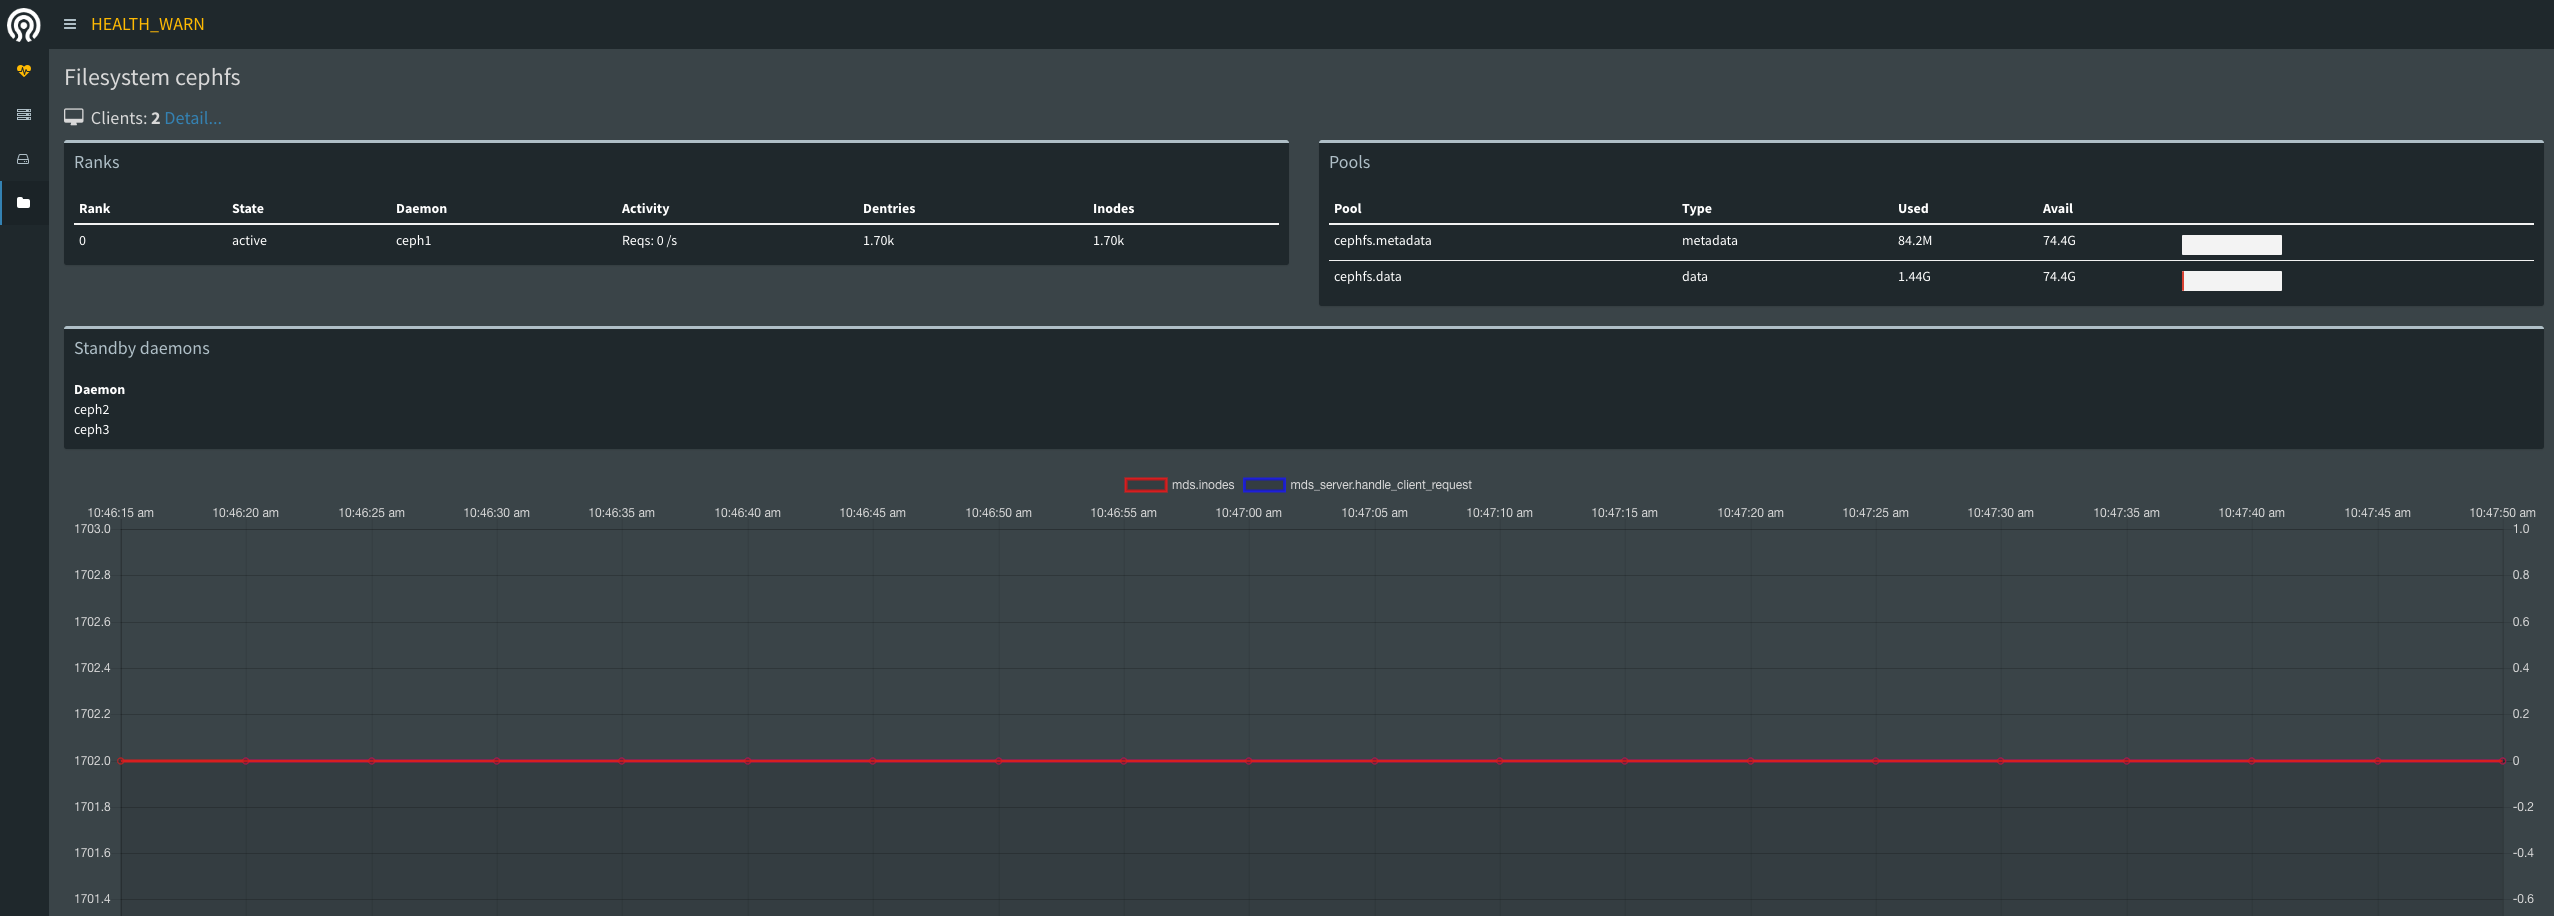 HEALTH_WARN
Filesystem cephfs
Clients: 2 Detail...
Ranks
Rank State Daemon Activity Dentries Inodes
0 active ceph1 Reqs: 0 /s 1.70k 1.70k
Pools
Pool Type Used Avail
cephfs.metadata metadata 84.2M 74.4G
cephfs.data data 1.44G 74.4G
Standby daemons
Daemon
ceph2
ceph3
mds.inodes mds_server.handle_client_request
10:46:15 am 10:46:20 am 10:46:25 am 10:46:30 am 10:46:35 am 10:46:40 am 10:46:45 am 10:46:50 am 10:46:55 am 10:47:00 am 10:47:05 am 10:47:10 am 10:47:15 am 10:47:20 am 10:47:25 am 10:47:30 am 10:47:35 am 10:47:40 am 10:47:45 am 10:47:50 am
1703.0 1.0
1702.8 0.8
1702.6 0.6
1702.4 0.4
1702.2 0.2
1702.0 0
1701.8 -0.2
1701.6 -0.4
1701.4 -0.6